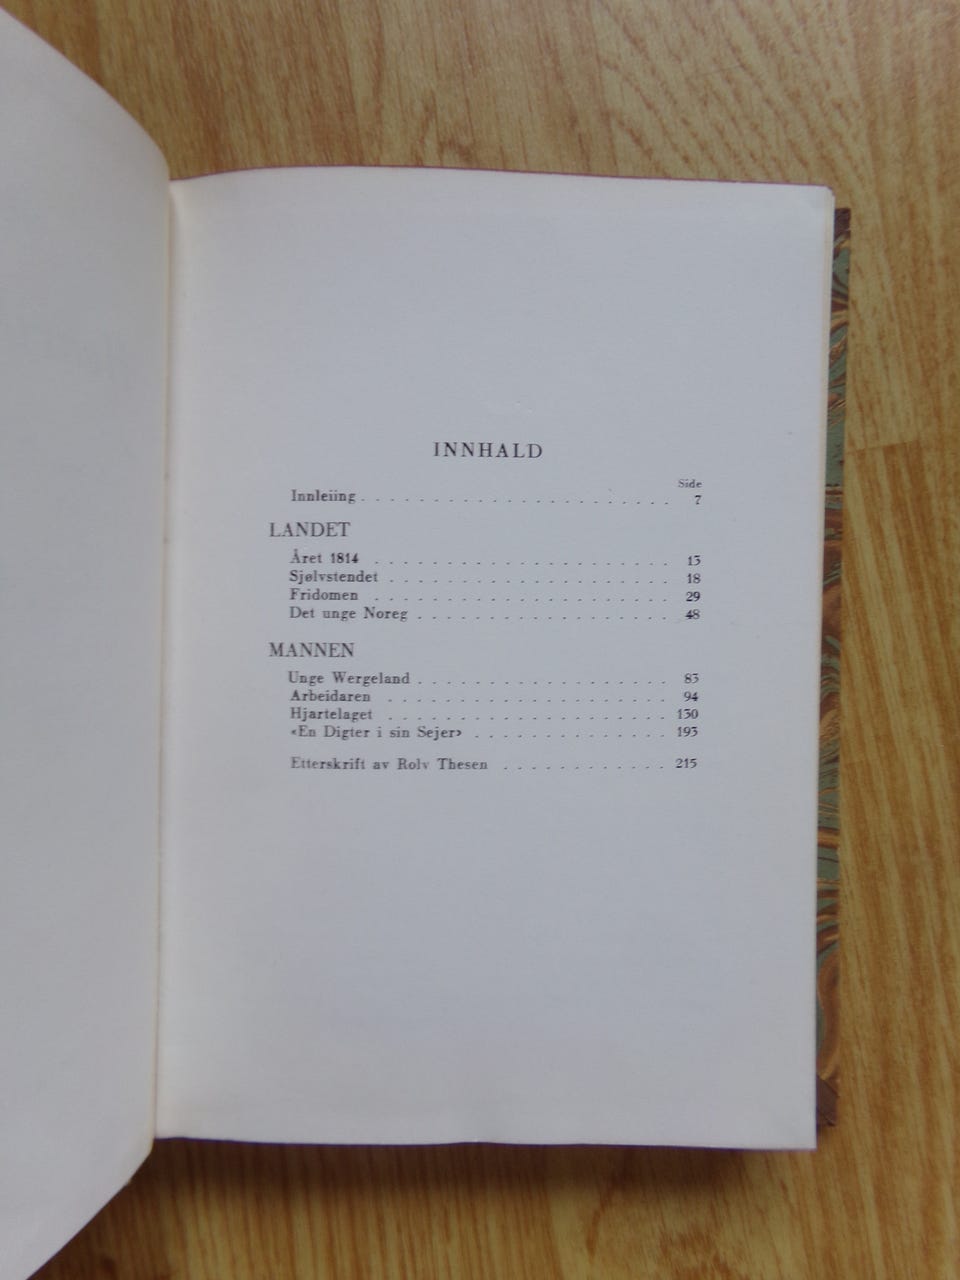 INNHALD
Side
Innleiing . . . . . . . . . . . . . . . . . . . . . . 7
LANDET
Året 1814 . . . . . . . . . . . . . . . . . . . . . 13
Sjølvstendet . . . . . . . . . . . . . . . . . . . . 18
Fridomen . . . . . . . . . . . . . . . . . . . . . 29
Det unge Noreg . . . . . . . . . . . . . . . . . . 48
MANNEN
Unge Wergeland . . . . . . . . . . . . . . . . . . 83
Arbeidaren . . . . . . . . . . . . . . . . . . . . 94
Hjartelaget . . . . . . . . . . . . . . . . . . . . 130
«En Digter i sin Sejer» . . . . . . . . . . . . . . 193
Etterskrift av Rolv Thesen . . . . . . . . . . . . 215